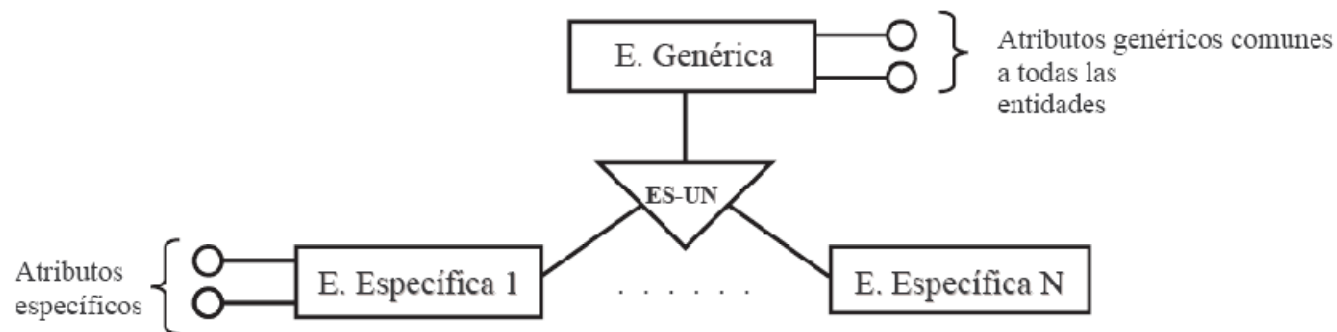 E. Genérica
Atributos genéricos comunes
a todas las
entidades
ES-UN
Atributos
específicos
E. Específica 1
. . . . . .
E. Específica N